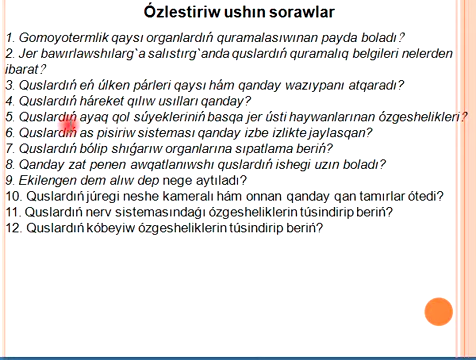 Ózlestiriw ushın sorawlar
1. Gomoyotermlik qaysı organlardıń quramalasıwınan payda boladı?
2. Jer bawırlawshılarg`a salıstırg`anda quslardıń quramalıq belgileri nelerden
ibarat?
3. Quslardıń eń úlken párleri qaysı hám qanday wazıypanı atqaradı?
4. Quslardıń háreket qılıw usılları qanday?
5. Quslardıń ayaq qol súyekleriniń basqa jer ústi haywanlarınan ózgeshelikleri?
6. Quslardıń as pisiriw sisteması qanday izbe izlikte jaylasqan?
7. Quslardıń bólip shıǵarıw organlarına sıpatlama beriń?
8. Qanday zat penen awqatlanıwshı quslardıń ishegi uzın boladı?
9. Ekilengen dem alıw dep nege aytıladı?
10. Quslardıń júregi neshe kameralı hám onnan qanday qan tamırlar ótedi?
11. Quslardıń nerv sistemasındaǵı ózgesheliklerin túsindirip beriń?
12. Quslardıń kóbeyiw ózgesheliklerin túsindirip beriń?